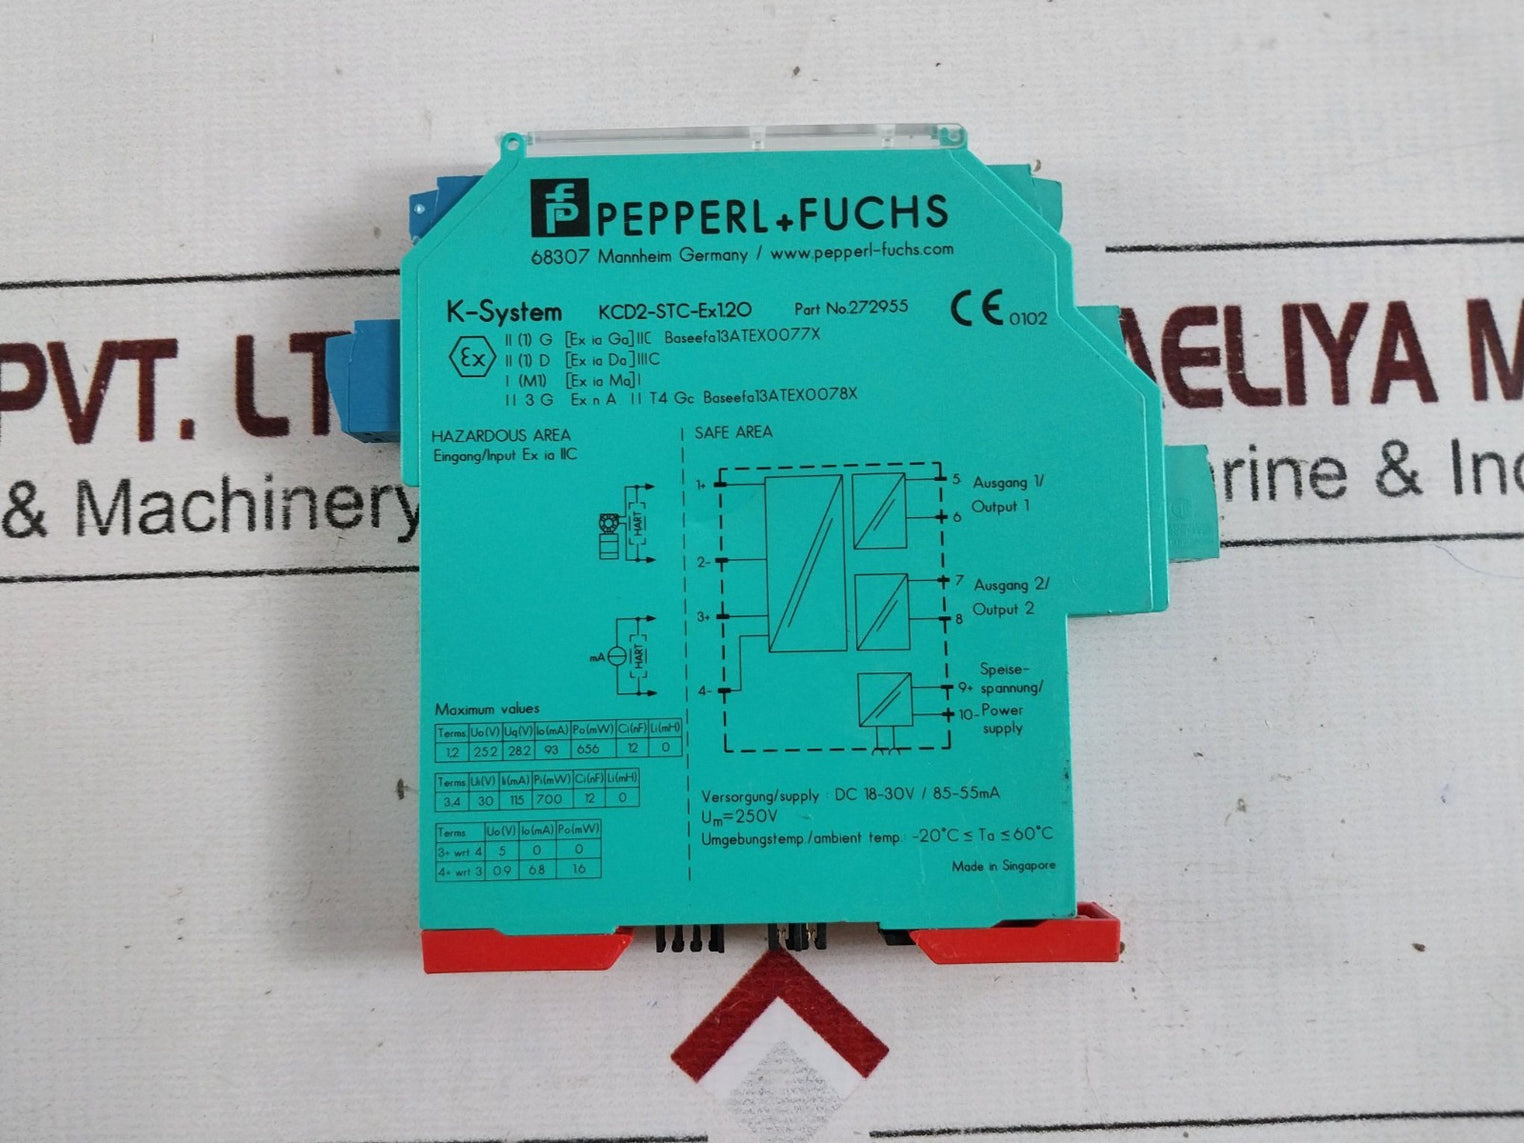 PEPPERL+FUCHS
68307 Mannheim Germany / www.pepperl-fuchs.com
K-System KCD2-STC-Ex1.2O Part No.272955 CE 0102
Ex
II (1) G [Ex ia Ga]IIC Baseefa13ATEX0077X
II (1) D [Ex ia Da]IIIC
I (M1) [Ex ia Ma]I
II 3 G Ex n A II T4 Gc Baseefa13ATEX0078X
HAZARDOUS AREA
Eingang/Input Ex ia IIC
SAFE AREA
1+
2-
3+
4-
HART
mA
HART
5 Ausgang 1/
6 Output 1
7 Ausgang 2/
8 Output 2
Speise-
9+ spannung/
10- Power
supply
Maximum values
Terms Uo(V) Uq(V) Io(mA) Po(mW) Ci(nF) Li(mH)
1,2 25.2 28.2 93 656 12 0
Terms Ui(V) Ii(mA) Pi(mW) Ci(nF) Li(mH)
3,4 30 115 700 12 0
Terms Uo(V) Io(mA) Po(mW)
3+ wrt 4 5 0 0
4+ wrt 3 0.9 6.8 1.6
Versorgung/supply : DC 18-30V / 85-55mA
Um=250V
Umgebungstemp./ambient temp.: -20°C ≤ Ta ≤ 60°C
Made in Singapore
PVT. LT
AELIYA M
& Machinery
rine & Ind